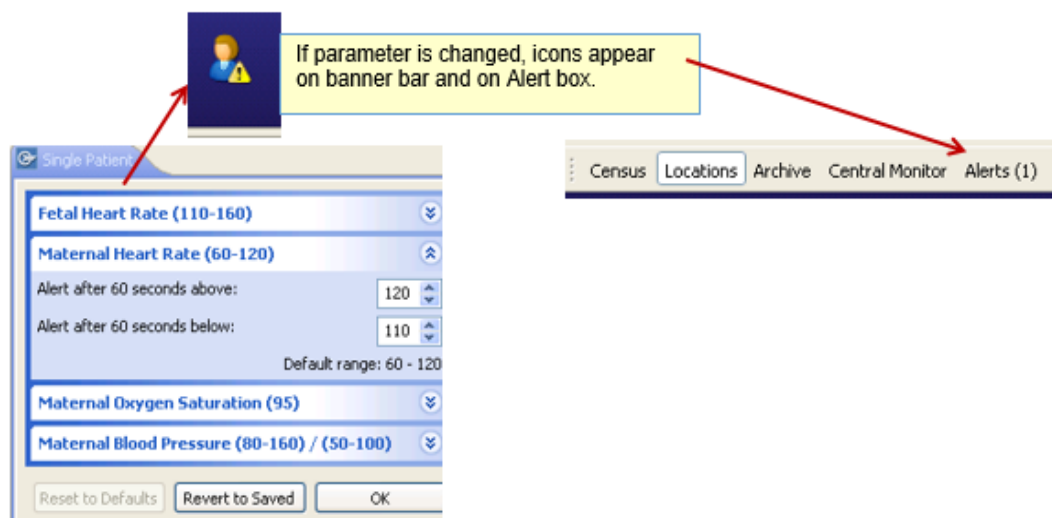 If parameter is changed, icons appear
on banner bar and on Alert box.
Single Patient
Fetal Heart Rate (110-160)
Maternal Heart Rate (60-120)
Alert after 60 seconds above: 120
Alert after 60 seconds below: 110
Default range: 60 - 120
Maternal Oxygen Saturation (95)
Maternal Blood Pressure (80-160) / (50-100)
Reset to Defaults Revert to Saved OK
Census Locations Archive Central Monitor Alerts (1)